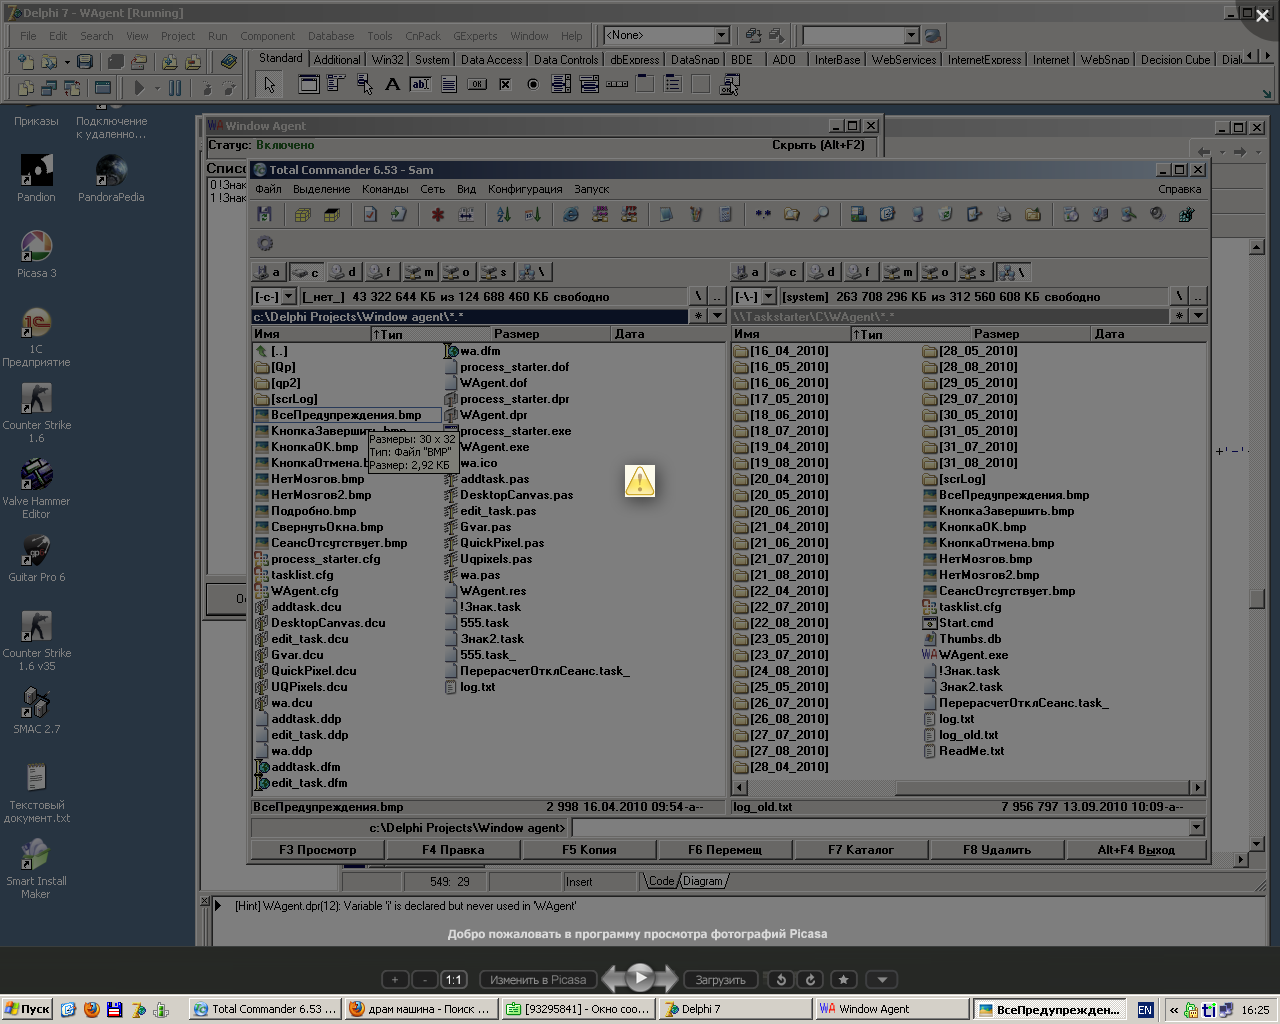 Delphi 7 - WAgent [Running]
File Edit Search View Project Run Component Database Tools CnPack GExperts Window Help
<None>
Standard Additional Win32 System Data Access Data Controls dbExpress DataSnap BDE ADO InterBase WebServices InternetExpress Internet WebSnap Decision Cube
Приказы
Подключение к удаленно...
Pandion
PandoraPedia
Picasa 3
1С Предприятие
Counter Strike 1.6
Valve Hammer Editor
Guitar Pro 6
Counter Strike 1.6 v35
SMAC 2.7
Текстовый документ.txt
Smart Install Maker
Window Agent
Статус: Включено
Скрыть (Alt+F2)
Total Commander 6.53 - Sam
Файл Выделение Команды Сеть Вид Конфигурация Запуск Справка
a c d f m o s \
a c d f m o s \
[-c-] [_нет_] 43 322 644 КБ из 124 688 460 КБ свободно \ ..
[-\-] [system] 263 708 296 КБ из 312 560 608 КБ свободно \ ..
c:\Delphi Projects\Window agent\*.* *
\\Taskstarter\C\WAgent\*.* *
Имя ↑Тип Размер Дата
Имя ↑Тип Размер Дата
[..]
[Qp]
[qp2]
[scrLog]
ВсеПредупреждения.bmp
КнопкаЗавершить.bmp
КнопкаОК.bmp
НетМозгов.bmp
НетМозгов2.bmp
Подробно.bmp
СвернутьОкна.bmp
СеансОтсутствует.bmp
process_starter.cfg
tasklist.cfg
WAgent.cfg
addtask.dcu
DesktopCanvas.dcu
edit_task.dcu
Gvar.dcu
QuickPixel.dcu
UQPixels.dcu
wa.dcu
addtask.ddp
edit_task.ddp
wa.ddp
addtask.dfm
edit_task.dfm
Размеры: 30 x 32
Тип: Файл "BMP"
Размер: 2,92 КБ
wa.dfm
process_starter.dof
WAgent.dof
process_starter.dpr
WAgent.dpr
process_starter.exe
WAgent.exe
wa.ico
addtask.pas
DesktopCanvas.pas
edit_task.pas
Gvar.pas
QuickPixel.pas
Uqpixels.pas
wa.pas
WAgent.res
!Знак.task
555.task
Знак2.task
555.task_
ПерерасчетОтклСеанс.task_
log.txt
[16_04_2010]
[16_05_2010]
[16_06_2010]
[17_05_2010]
[18_06_2010]
[18_07_2010]
[19_04_2010]
[19_08_2010]
[20_04_2010]
[20_05_2010]
[20_06_2010]
[21_04_2010]
[21_06_2010]
[21_07_2010]
[21_08_2010]
[22_04_2010]
[22_07_2010]
[22_08_2010]
[23_05_2010]
[23_07_2010]
[24_08_2010]
[25_05_2010]
[26_07_2010]
[26_08_2010]
[27_07_2010]
[27_08_2010]
[28_04_2010]
[28_05_2010]
[28_08_2010]
[29_05_2010]
[29_07_2010]
[30_05_2010]
[31_05_2010]
[31_07_2010]
[31_08_2010]
[scrLog]
ВсеПредупреждения.bmp
КнопкаЗавершить.bmp
КнопкаОК.bmp
КнопкаОтмена.bmp
НетМозгов.bmp
НетМозгов2.bmp
СеансОтсутствует.bmp
tasklist.cfg
Start.cmd
Thumbs.db
WAgent.exe
!Знак.task
Знак2.task
ПерерасчетОтклСеанс.task_
log.txt
log_old.txt
ReadMe.txt
ВсеПредупреждения.bmp 2 998 16.04.2010 09:54 -a--
log_old.txt 7 956 797 13.09.2010 10:09 -a--
c:\Delphi Projects\Window agent>
F3 Просмотр F4 Правка F5 Копия F6 Перемещ F7 Каталог F8 Удалить Alt+F4 Выход
549: 29 Insert Code Diagram
[Hint] WAgent.dpr(12): Variable 'i' is declared but never used in 'WAgent'
Добро пожаловать в программу просмотра фотографий Picasa
+ - 1:1 Изменить в Picasa Загрузить
Пуск Total Commander 6.53 ... драм машина - Поиск ... [93295841] - Окно соо... Delphi 7 Window Agent ВсеПредупрежден... EN « 16:25